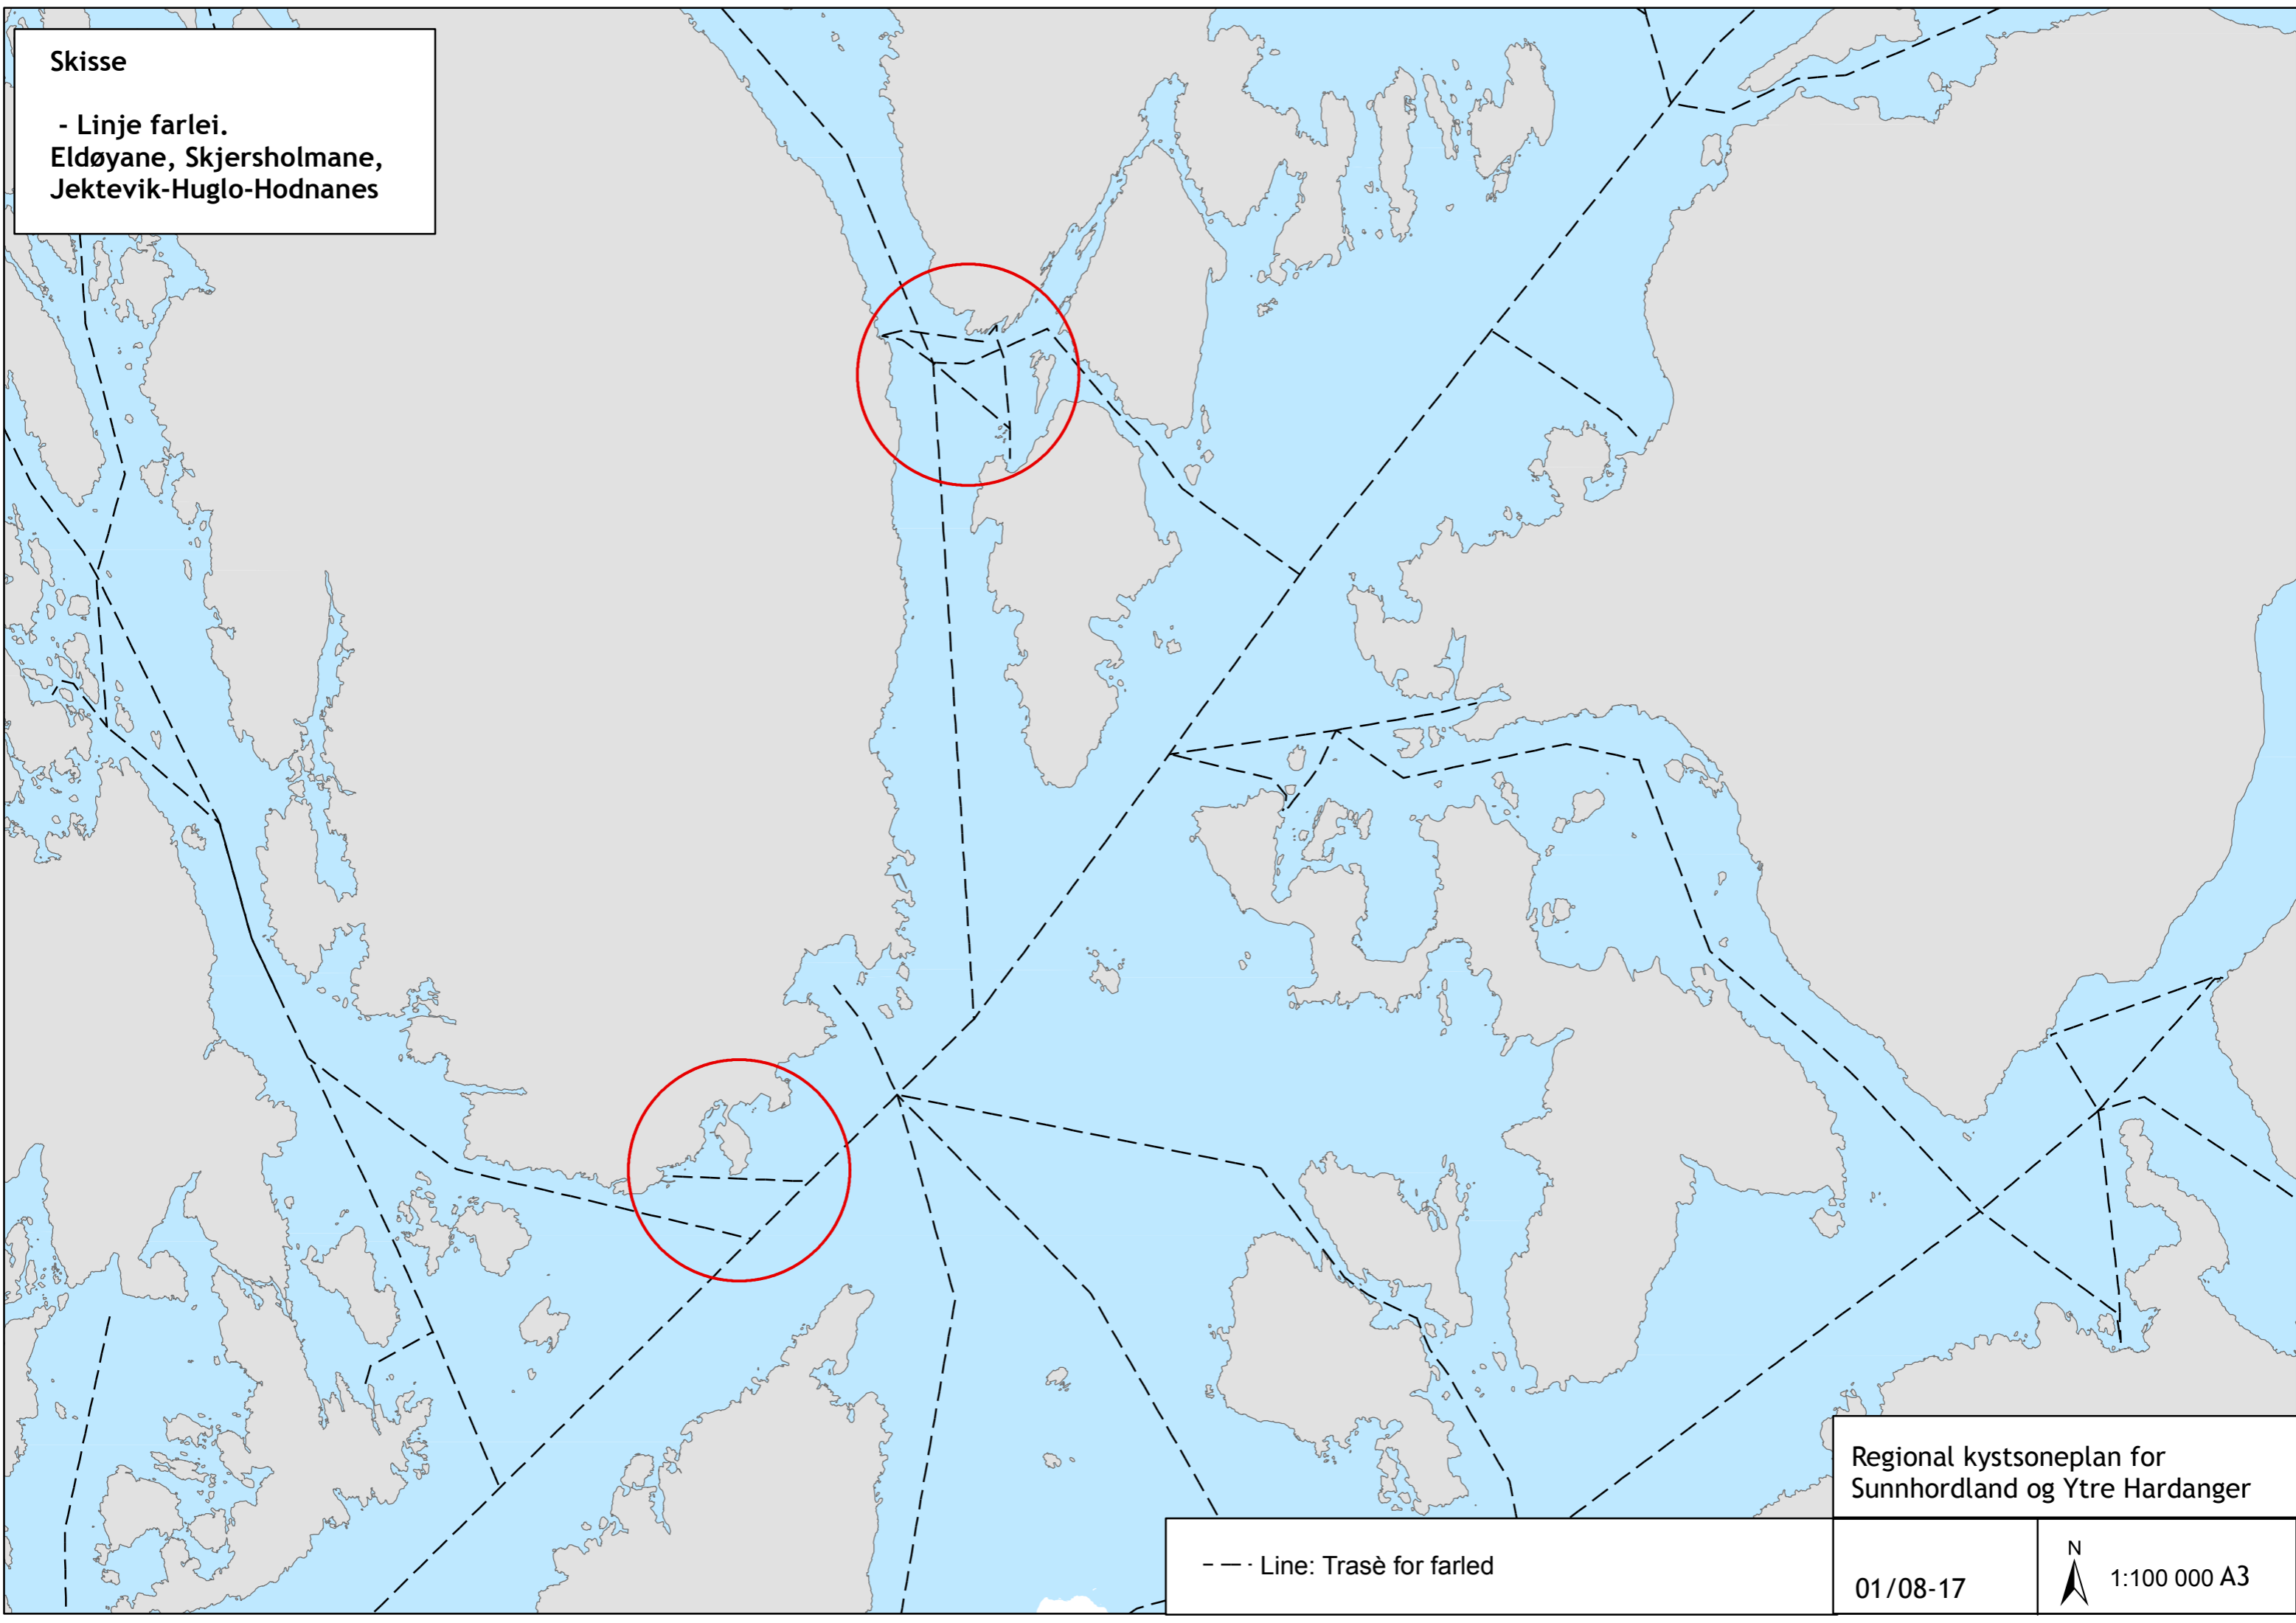 Skisse
- Linje farlei.
Eldøyane, Skjersholmane,
Jektevik-Huglo-Hodnanes
Line: Trasè for farled
Regional kystsoneplan for
Sunnhordland og Ytre Hardanger
01/08-17
N
1:100 000 A3